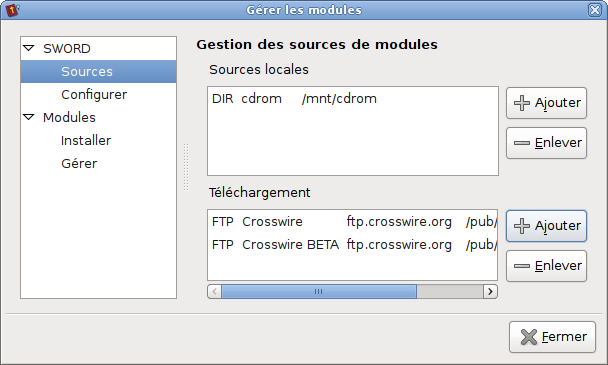 Gérer les modules
SWORD
Sources
Configurer
Modules
Installer
Gérer
Gestion des sources de modules
Sources locales
DIR cdrom /mnt/cdrom
Ajouter
Enlever
Téléchargement
FTP Crosswire ftp.crosswire.org /pub/
FTP Crosswire BETA ftp.crosswire.org /pub/
Ajouter
Enlever
Fermer